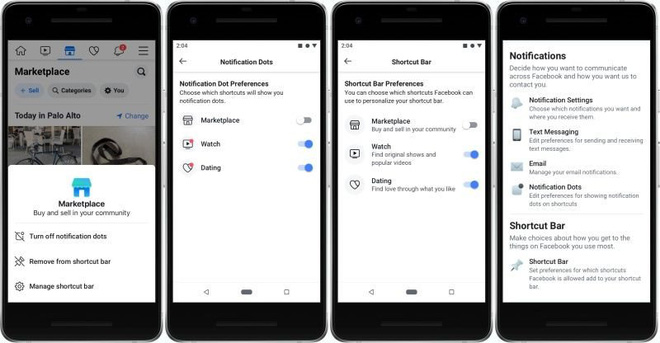 Marketplace
+ Sell
Categories
You
Today in Palo Alto
Change
Marketplace
Buy and sell in your community
Turn off notification dots
Remove from shortcut bar
Manage shortcut bar
2:04
Notification Dots
Notification Dot Preferences
Choose which shortcuts will show you
notification dots.
Marketplace
Watch
Dating
2:04
Shortcut Bar
Shortcut Bar Preferences
You can choose which shortcuts Facebook can
use to personalize your shortcut bar.
Marketplace
Buy and sell in your community
Watch
Find original shows and
popular videos
Dating
Find love through what you like
Notifications
Decide how you want to communicate
across Facebook and how you want us to
contact you.
Notification Settings
Choose which notifications you want and
where you receive them.
Text Messaging
Edit preferences for sending and receiving
text messages.
Email
Manage your email notifications.
Notification Dots
Edit preferences for showing notification
dots on shortcuts
Shortcut Bar
Make choices about how you get to the
things on Facebook you use most.
Shortcut Bar
Set preferences for which shortcuts
Facebook is allowed add to your shortcut
bar.